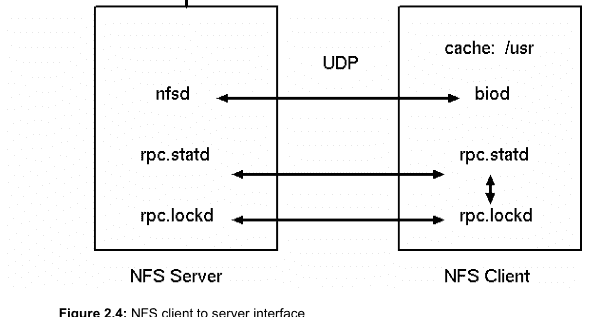 cache: /usr
UDP
nfsd
biod
rpc.statd
rpc.statd
rpc.lockd
rpc.lockd
NFS Server
NFS Client
Figure 2.4: NFS client to server interface